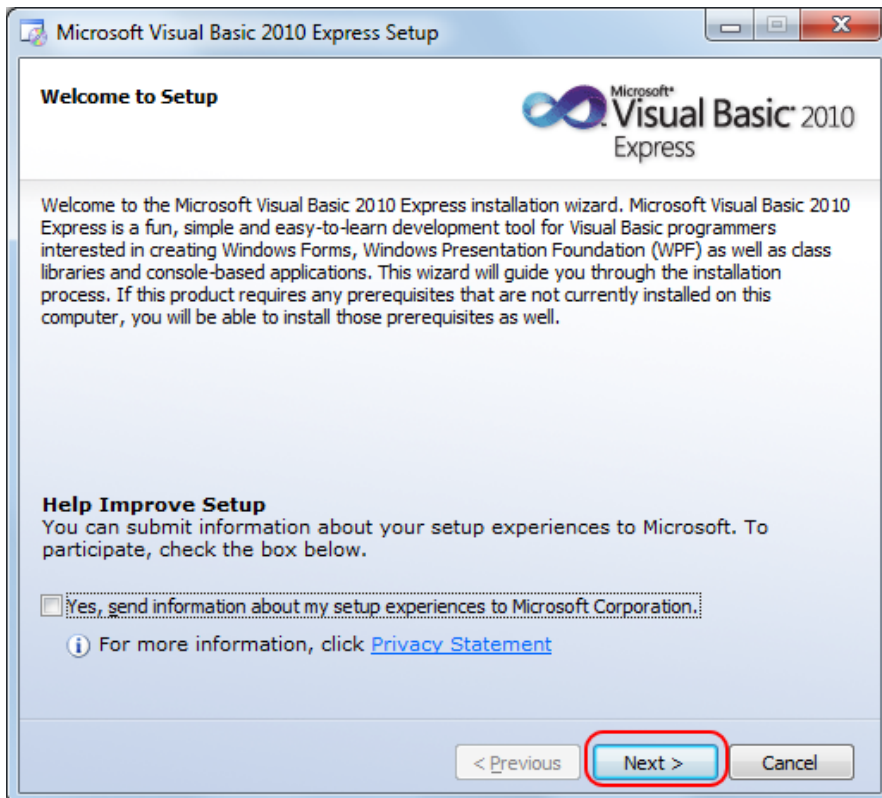 Microsoft Visual Basic 2010 Express Setup
Welcome to Setup
Microsoft®
Visual Basic® 2010
Express
Welcome to the Microsoft Visual Basic 2010 Express installation wizard. Microsoft Visual Basic 2010
Express is a fun, simple and easy-to-learn development tool for Visual Basic programmers
interested in creating Windows Forms, Windows Presentation Foundation (WPF) as well as class
libraries and console-based applications. This wizard will guide you through the installation
process. If this product requires any prerequisites that are not currently installed on this
computer, you will be able to install those prerequisites as well.
Help Improve Setup
You can submit information about your setup experiences to Microsoft. To
participate, check the box below.
Yes, send information about my setup experiences to Microsoft Corporation.
For more information, click Privacy Statement
< Previous
Next >
Cancel